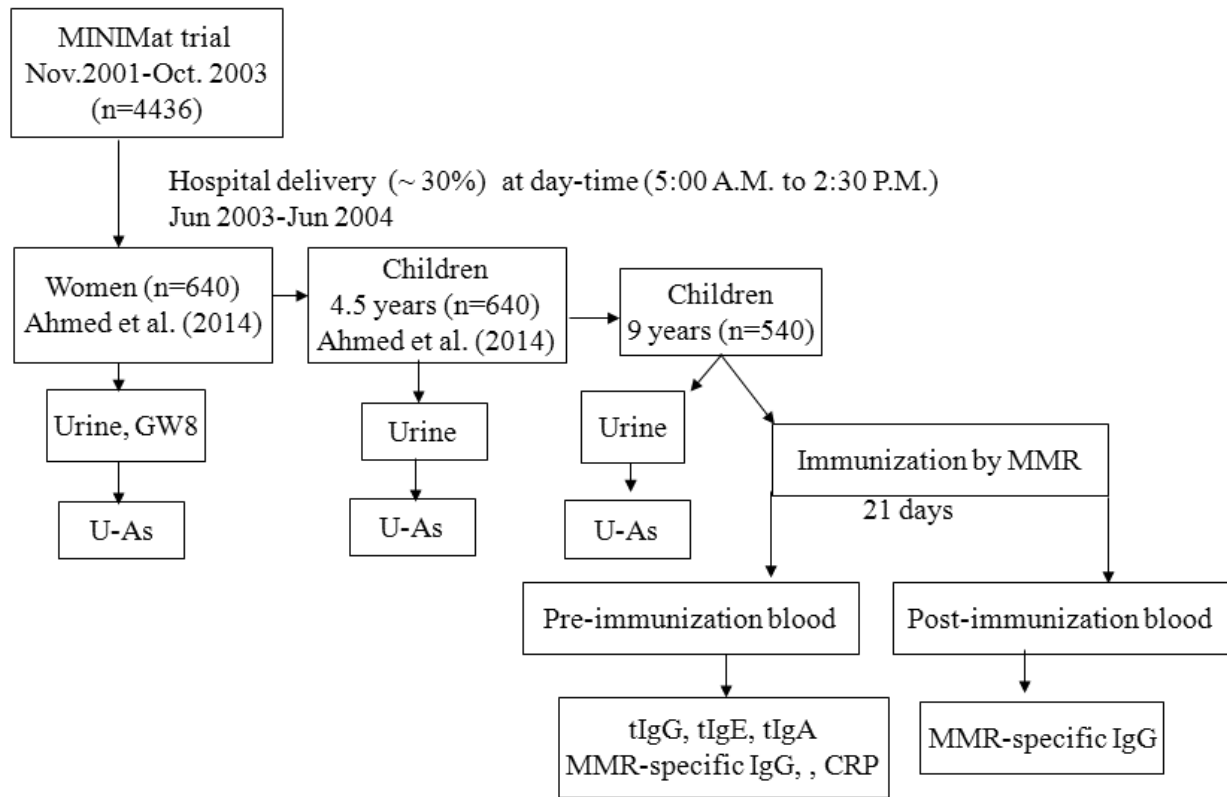 MINIMat trial
Nov.2001-Oct. 2003
(n=4436)
Hospital delivery (~ 30%) at day-time (5:00 A.M. to 2:30 P.M.)
Jun 2003-Jun 2004
Women (n=640)
Ahmed et al. (2014)
Children
4.5 years (n=640)
Ahmed et al. (2014)
Children
9 years (n=540)
Urine, GW8
Urine
Urine
Immunization by MMR
21 days
U-As
U-As
U-As
Pre-immunization blood
Post-immunization blood
tIgG, tIgE, tIgA
MMR-specific IgG, , CRP
MMR-specific IgG